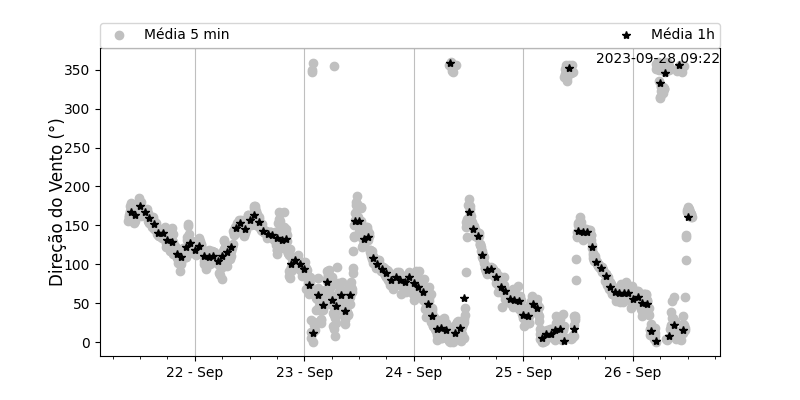 Média 5 min
Média 1h
2023-09-28 09:22
Direção do Vento (°)
350
300
250
200
150
100
50
0
22 - Sep
23 - Sep
24 - Sep
25 - Sep
26 - Sep